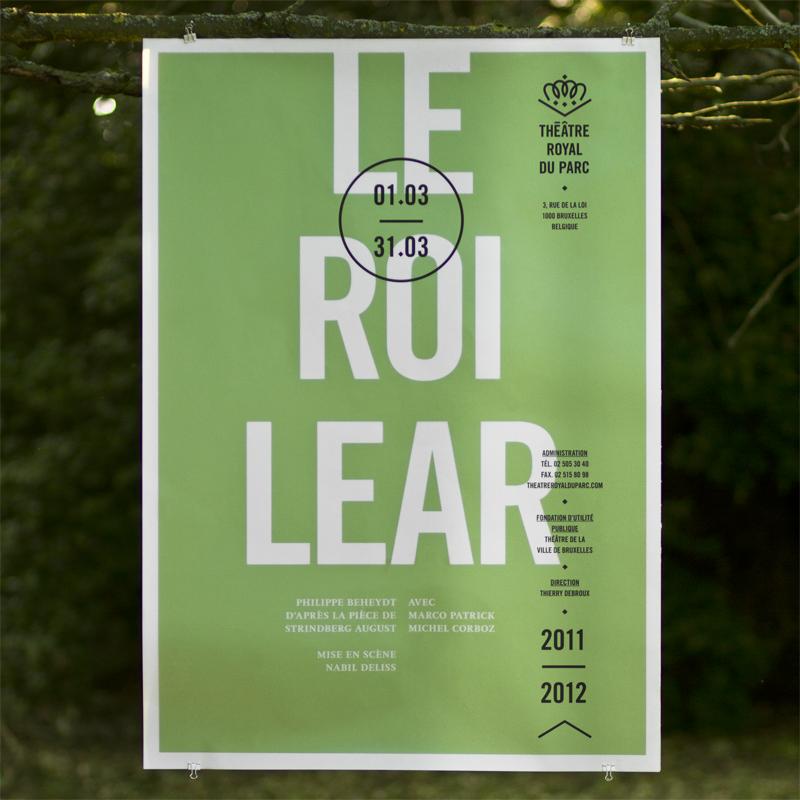 LE
01.03
31.03
ROI
LEAR
THÉÂTRE
ROYAL
DU PARC
3, RUE DE LA LOI
1000 BRUXELLES
BELGIQUE
ADMINISTRATION
TÉL. 02 505 30 40
FAX. 02 515 80 98
THEATREROYALDUPARC.COM
FONDATION D'UTILITÉ
PUBLIQUE
THÉÂTRE DE LA
VILLE DE BRUXELLES
DIRECTION
THIERRY DEBROUX
2011
2012
PHILIPPE BEHEYDT
D'APRÈS LA PIÈCE DE
STRINDBERG AUGUST
MISE EN SCÈNE
NABIL DELISS
AVEC
MARCO PATRICK
MICHEL CORBOZ